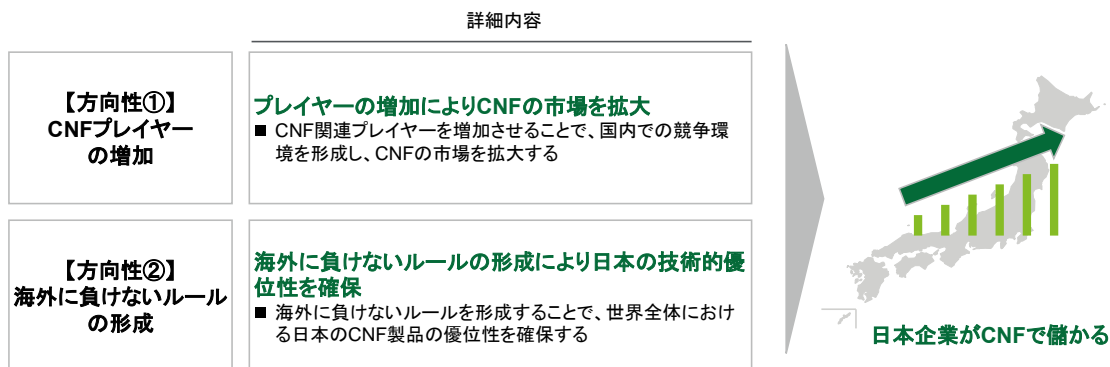 詳細内容
【方向性①】
CNFプレイヤー
の増加
プレイヤーの増加によりCNFの市場を拡大
■ CNF関連プレイヤーを増加させることで、国内での競争環
境を形成し、CNFの市場を拡大する
【方向性②】
海外に負けないルール
の形成
海外に負けないルールの形成により日本の技術的優
位性を確保
■ 海外に負けないルールを形成することで、世界全体におけ
る日本のCNF製品の優位性を確保する
日本企業がCNFで儲かる